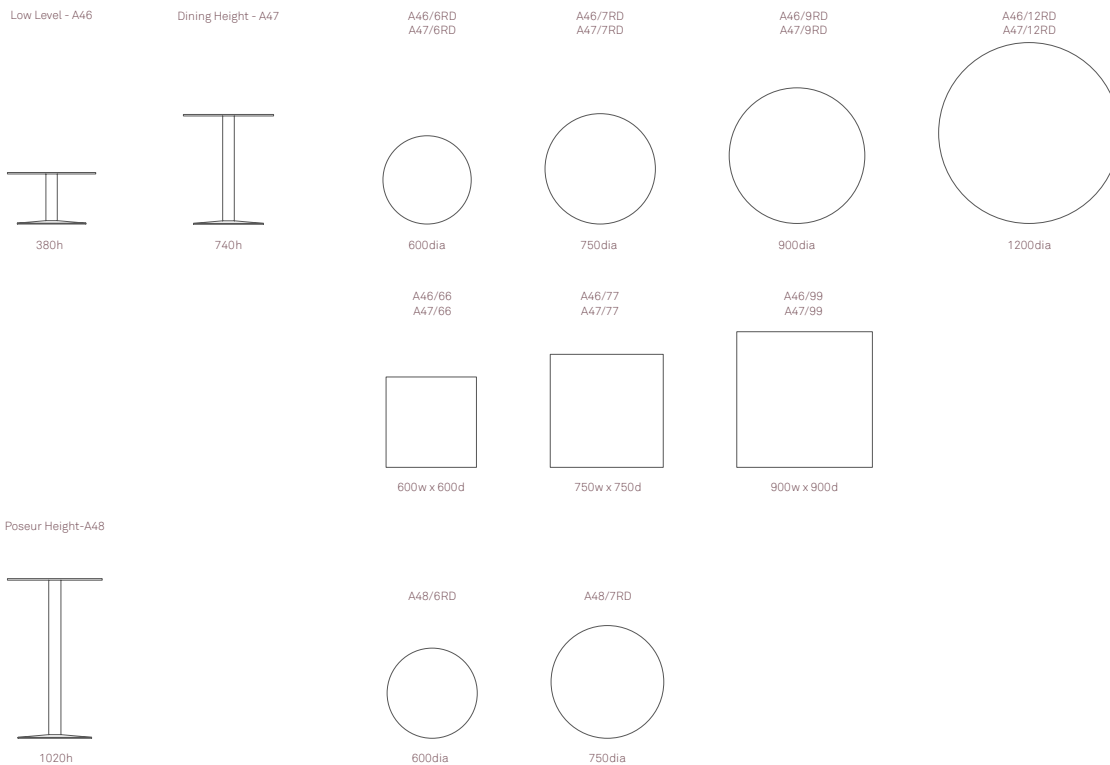 Low Level - A46
Dining Height - A47
A46/6RD
A47/6RD
A46/7RD
A47/7RD
A46/9RD
A47/9RD
A46/12RD
A47/12RD
380h
740h
600dia
750dia
900dia
1200dia
A46/66
A47/66
A46/77
A47/77
A46/99
A47/99
600w x 600d
750w x 750d
900w x 900d
Poseur Height-A48
A48/6RD
A48/7RD
1020h
600dia
750dia